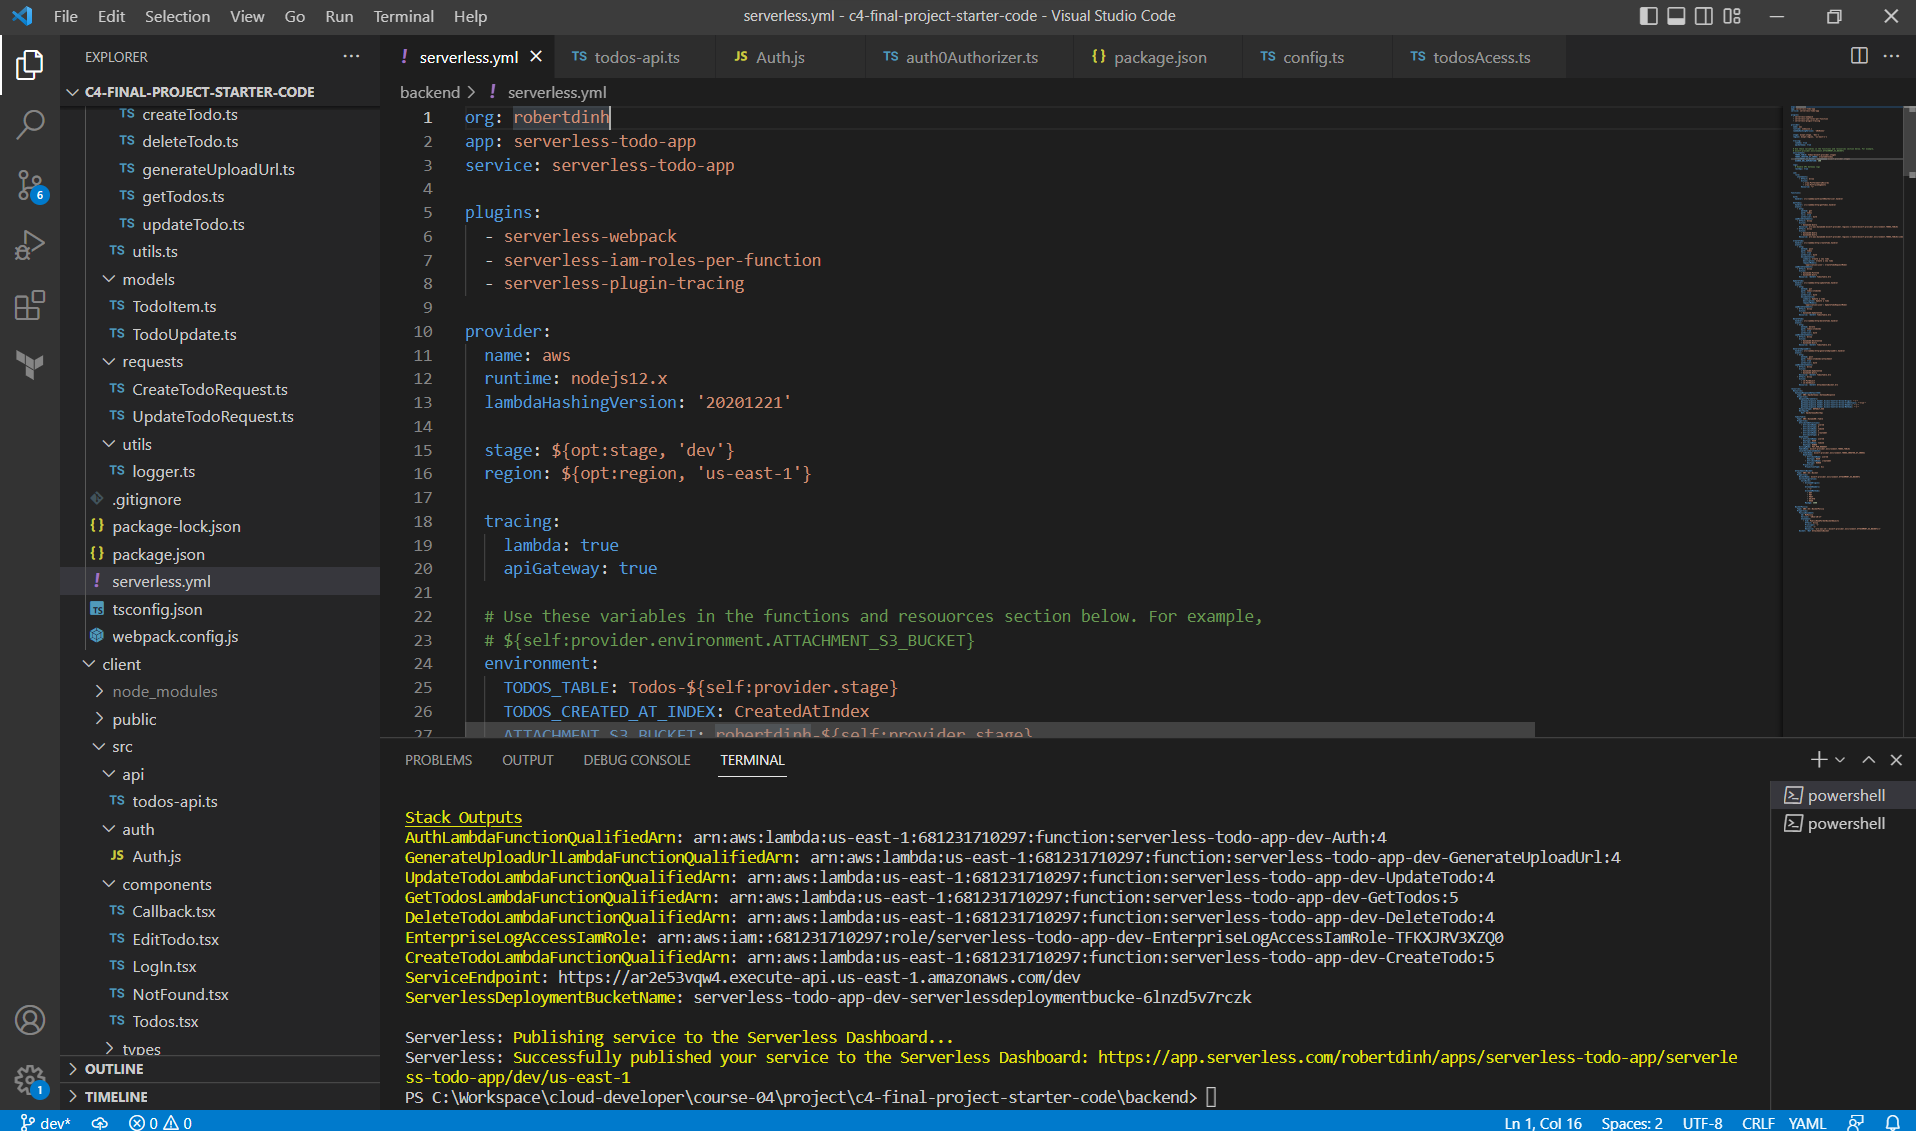 File Edit Selection View Go Run Terminal Help
serverless.yml - c4-final-project-starter-code - Visual Studio Code
EXPLORER
C4-FINAL-PROJECT-STARTER-CODE
TS createTodo.ts
TS deleteTodo.ts
TS generateUploadUrl.ts
TS getTodos.ts
TS updateTodo.ts
TS utils.ts
models
TS TodoItem.ts
TS TodoUpdate.ts
requests
TS CreateTodoRequest.ts
TS UpdateTodoRequest.ts
utils
TS logger.ts
.gitignore
{} package-lock.json
{} package.json
! serverless.yml
TS tsconfig.json
webpack.config.js
client
node_modules
public
src
api
TS todos-api.ts
auth
JS Auth.js
components
TS Callback.tsx
TS EditTodo.tsx
TS LogIn.tsx
TS NotFound.tsx
TS Todos.tsx
types
OUTLINE
TIMELINE
6
1
! serverless.yml
TS todos-api.ts
JS Auth.js
TS auth0Authorizer.ts
{} package.json
TS config.ts
TS todosAcess.ts
backend > ! serverless.yml
1 org: robertdinh
2 app: serverless-todo-app
3 service: serverless-todo-app
4
5 plugins:
6 - serverless-webpack
7 - serverless-iam-roles-per-function
8 - serverless-plugin-tracing
9
10 provider:
11 name: aws
12 runtime: nodejs12.x
13 lambdaHashingVersion: '20201221'
14
15 stage: ${opt:stage, 'dev'}
16 region: ${opt:region, 'us-east-1'}
17
18 tracing:
19 lambda: true
20 apiGateway: true
21
22 # Use these variables in the functions and resouorces section below. For example,
23 # ${self:provider.environment.ATTACHMENT_S3_BUCKET}
24 environment:
25 TODOS_TABLE: Todos-${self:provider.stage}
26 TODOS_CREATED_AT_INDEX: CreatedAtIndex
27 ATTACHMENT_S3_BUCKET: robertdinh-${self:provider.stage}
PROBLEMS OUTPUT DEBUG CONSOLE TERMINAL
powershell
powershell
Stack Outputs
AuthLambdaFunctionQualifiedArn: arn:aws:lambda:us-east-1:681231710297:function:serverless-todo-app-dev-Auth:4
GenerateUploadUrlLambdaFunctionQualifiedArn: arn:aws:lambda:us-east-1:681231710297:function:serverless-todo-app-dev-GenerateUploadUrl:4
UpdateTodoLambdaFunctionQualifiedArn: arn:aws:lambda:us-east-1:681231710297:function:serverless-todo-app-dev-UpdateTodo:4
GetTodosLambdaFunctionQualifiedArn: arn:aws:lambda:us-east-1:681231710297:function:serverless-todo-app-dev-GetTodos:5
DeleteTodoLambdaFunctionQualifiedArn: arn:aws:lambda:us-east-1:681231710297:function:serverless-todo-app-dev-DeleteTodo:4
EnterpriseLogAccessIamRole: arn:aws:iam::681231710297:role/serverless-todo-app-dev-EnterpriseLogAccessIamRole-TFKXJRV3XZQ0
CreateTodoLambdaFunctionQualifiedArn: arn:aws:lambda:us-east-1:681231710297:function:serverless-todo-app-dev-CreateTodo:5
ServiceEndpoint: https://ar2e53vqw4.execute-api.us-east-1.amazonaws.com/dev
ServerlessDeploymentBucketName: serverless-todo-app-dev-serverlessdeploymentbucke-6lnzd5v7rczk
Serverless: Publishing service to the Serverless Dashboard...
Serverless: Successfully published your service to the Serverless Dashboard: https://app.serverless.com/robertdinh/apps/serverless-todo-app/serverle
ss-todo-app/dev/us-east-1
PS C:\Workspace\cloud-developer\course-04\project\c4-final-project-starter-code\backend>
dev* 0 0
Ln 1, Col 16 Spaces: 2 UTF-8 CRLF YAML